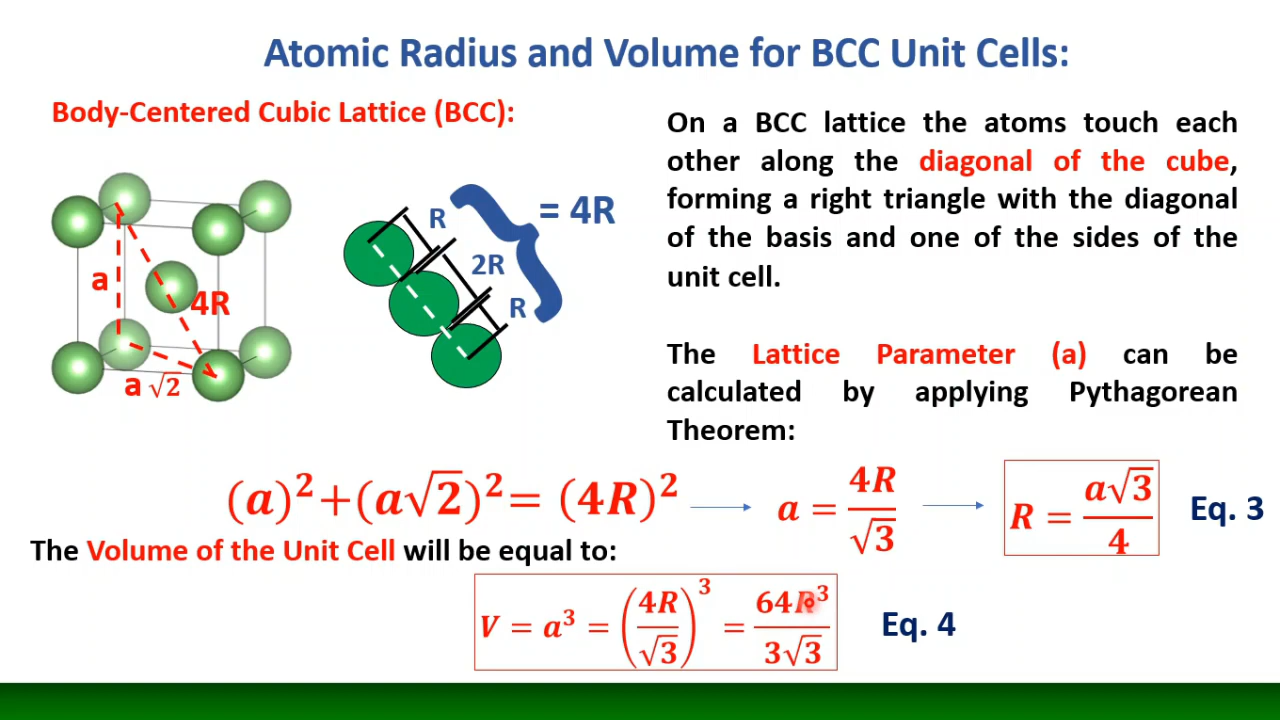 Atomic Radius and Volume for BCC Unit Cells:
Body-Centered Cubic Lattice (BCC):
a
4R
a √2
R
2R
R
= 4R
On a BCC lattice the atoms touch each
other along the diagonal of the cube,
forming a right triangle with the diagonal
of the basis and one of the sides of the
unit cell.
The Lattice Parameter (a) can be
calculated by applying Pythagorean
Theorem:
(a)²+(a√2)²= (4R)² → a = 4R/√3 → R = a√3/4 Eq. 3
The Volume of the Unit Cell will be equal to:
V = a³ = (4R/√3)³ = 64R³/3√3 Eq. 4